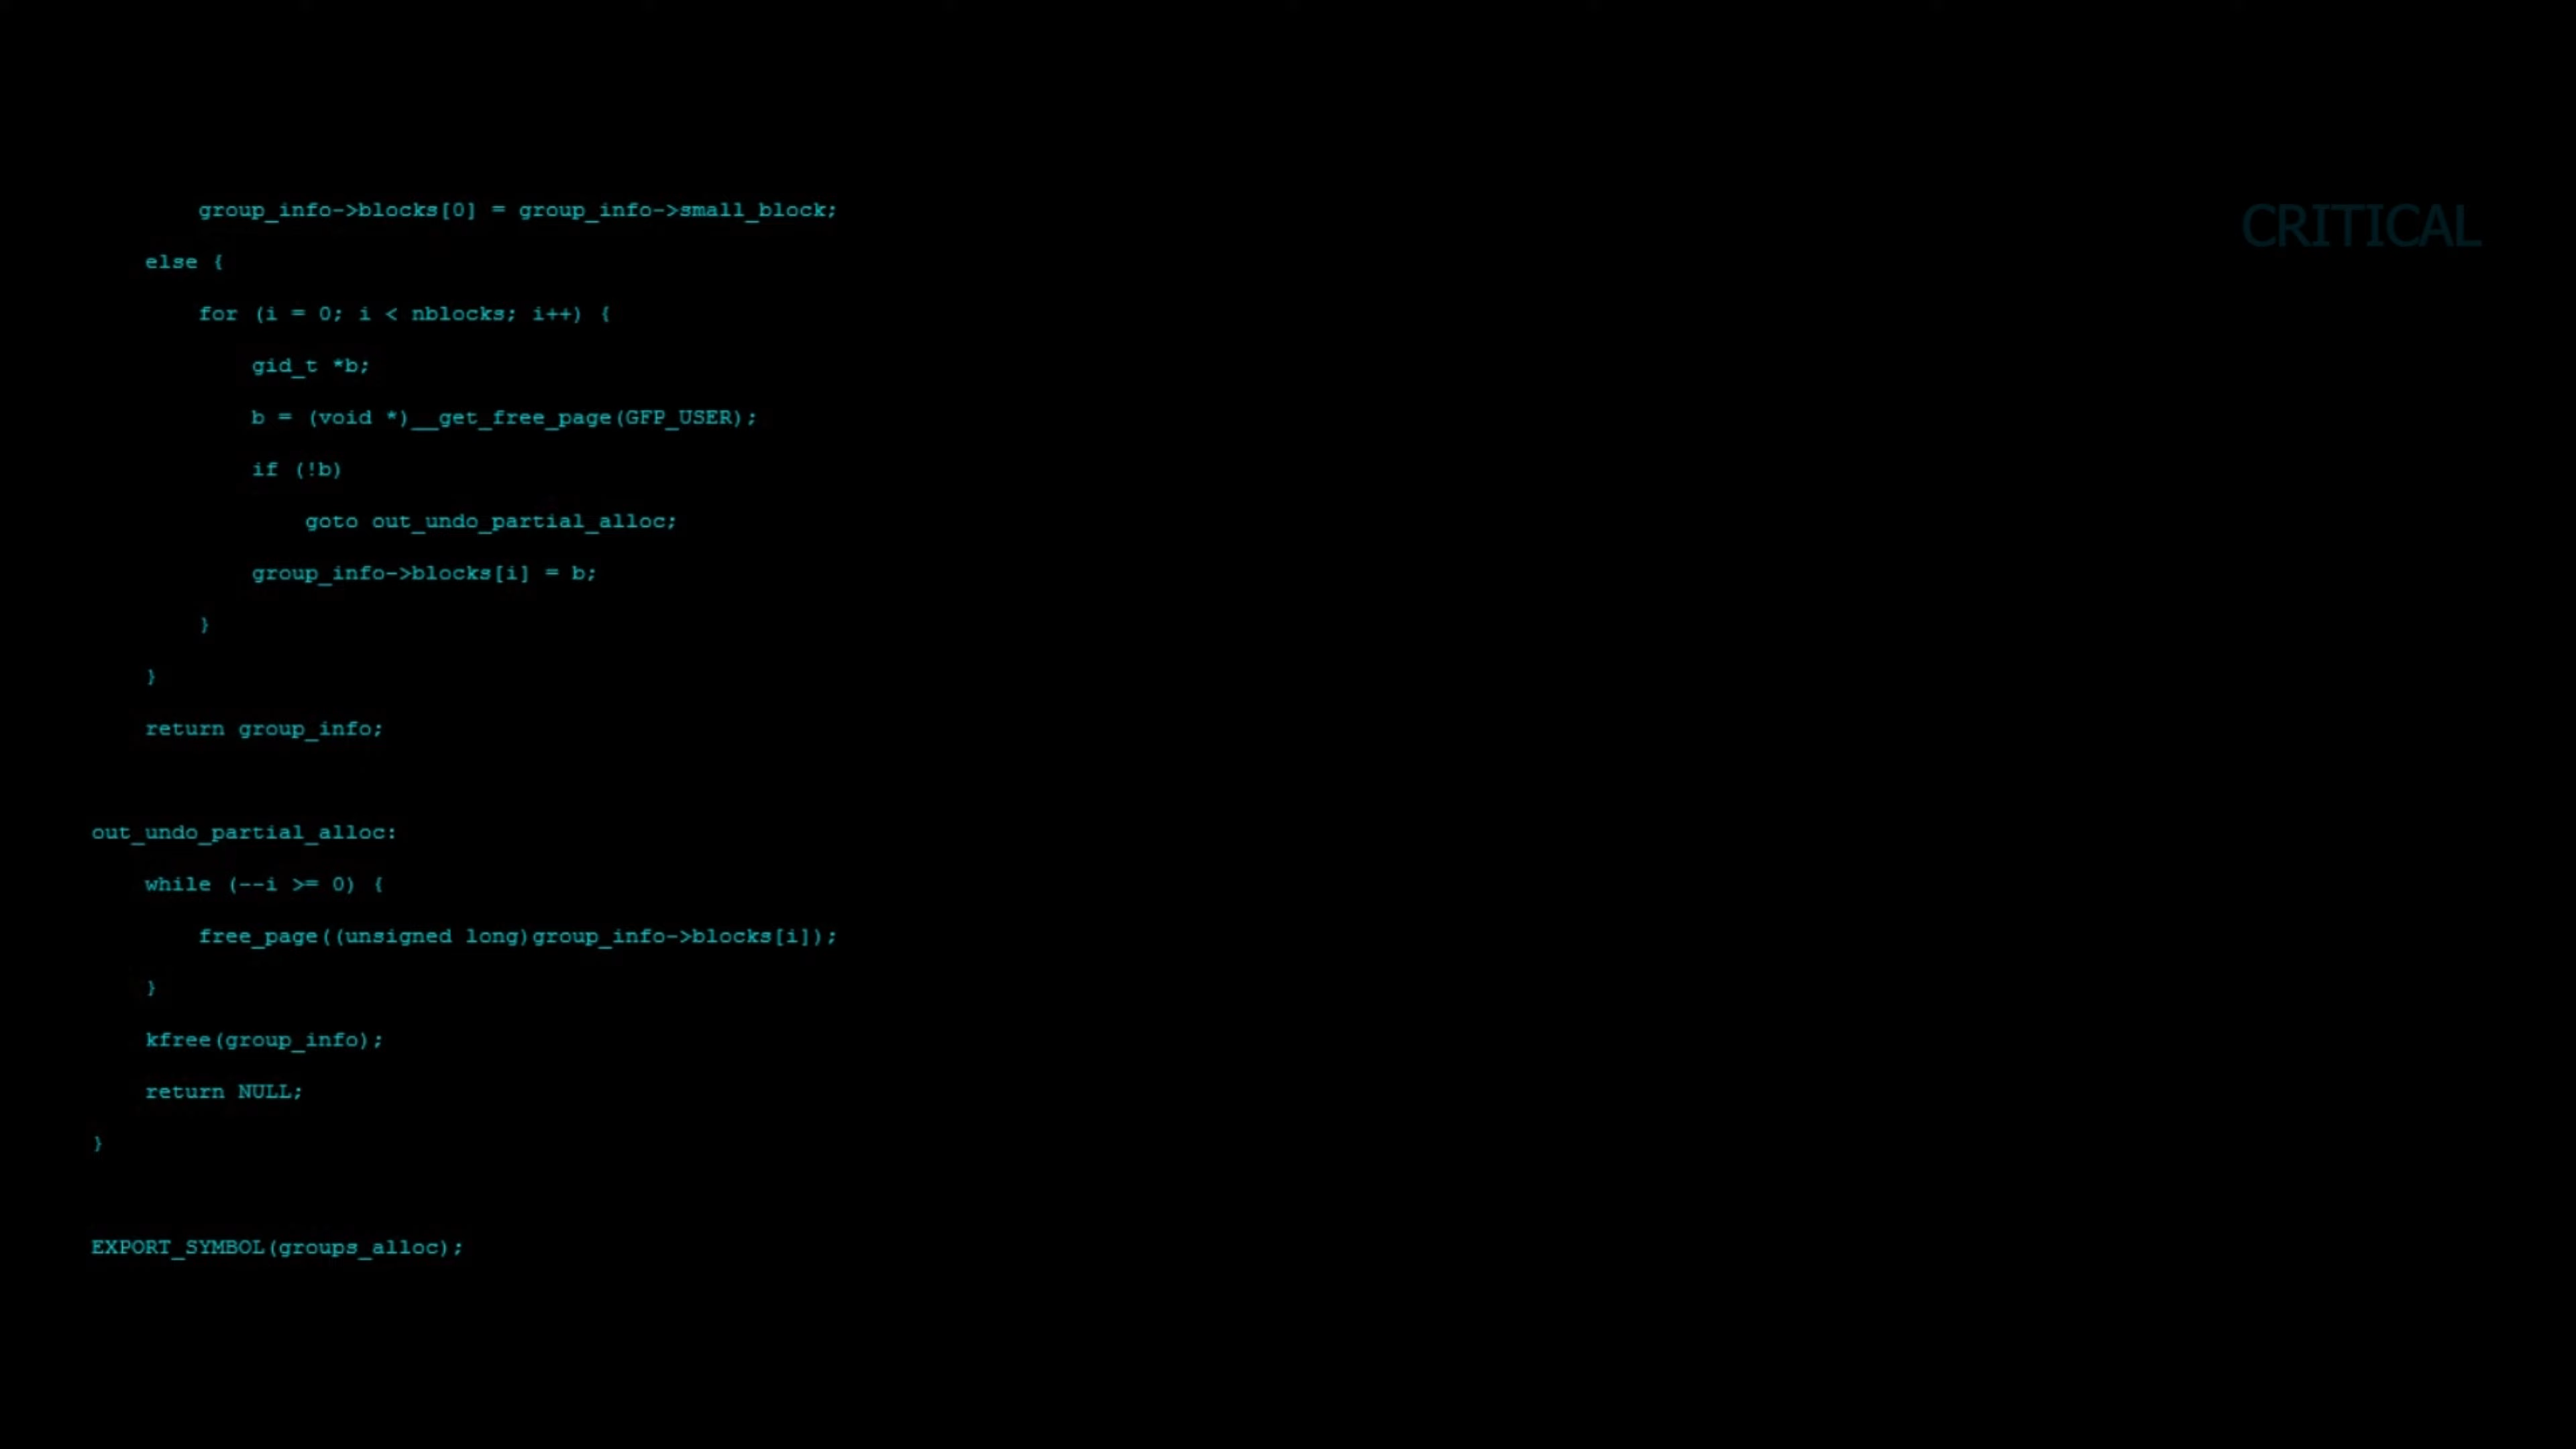 group_info->blocks[0] = group_info->small_block;
CRITICAL
else {
for (i = 0; i < nblocks; i++) {
gid_t *b;
b = (void *)__get_free_page(GFP_USER);
if (!b)
goto out_undo_partial_alloc;
group_info->blocks[i] = b;
}
}
return group_info;
out_undo_partial_alloc:
while (--i >= 0) {
free_page((unsigned long)group_info->blocks[i]);
}
kfree(group_info);
return NULL;
}
EXPORT_SYMBOL(groups_alloc);